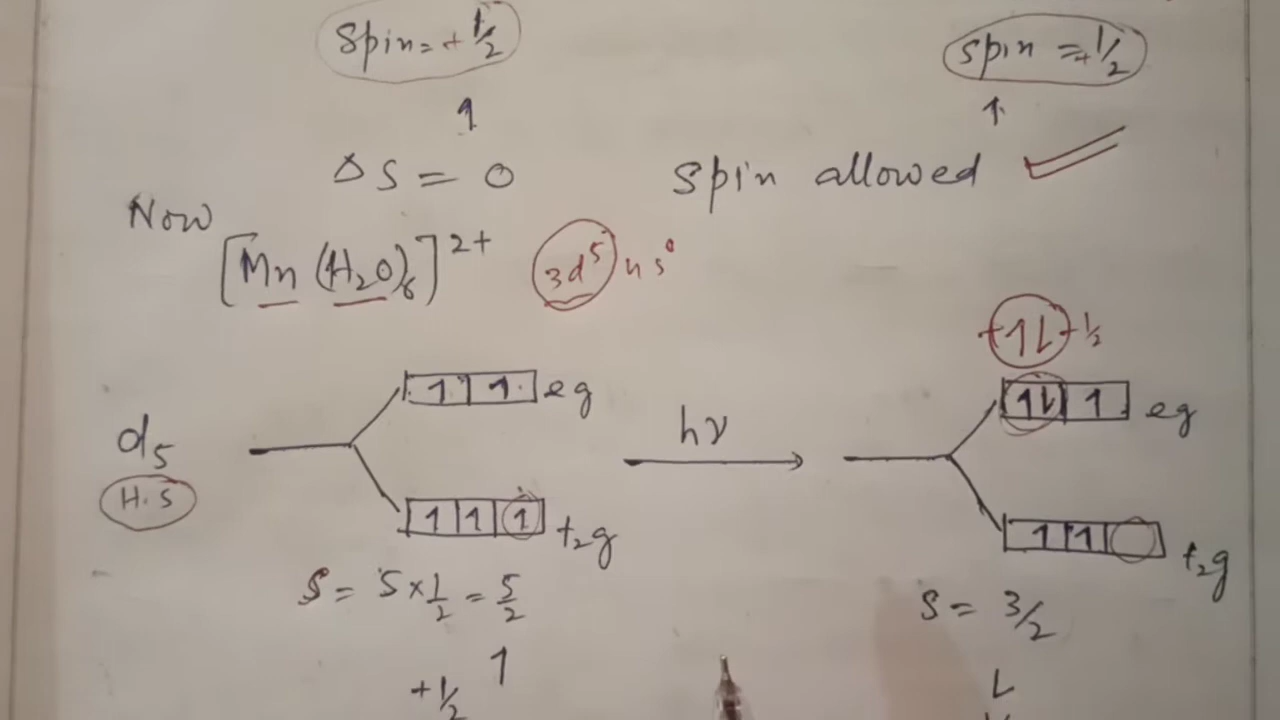 Spin = + 1/2 spin = + 1/2
1 ↑
Δ S = 0 spin allowed
Now
[Mn (H₂O)₆]²⁺ 3d⁵ 4s⁰
+1⇂ - ½
1 1 eg hν 1⇂ 1 eg
d₅
H.S
1 1 1 t₂g 1 1 t₂g
S = 5 × 1/2 = 5/2 S = 3/2
1 ⇂
+ 1/2